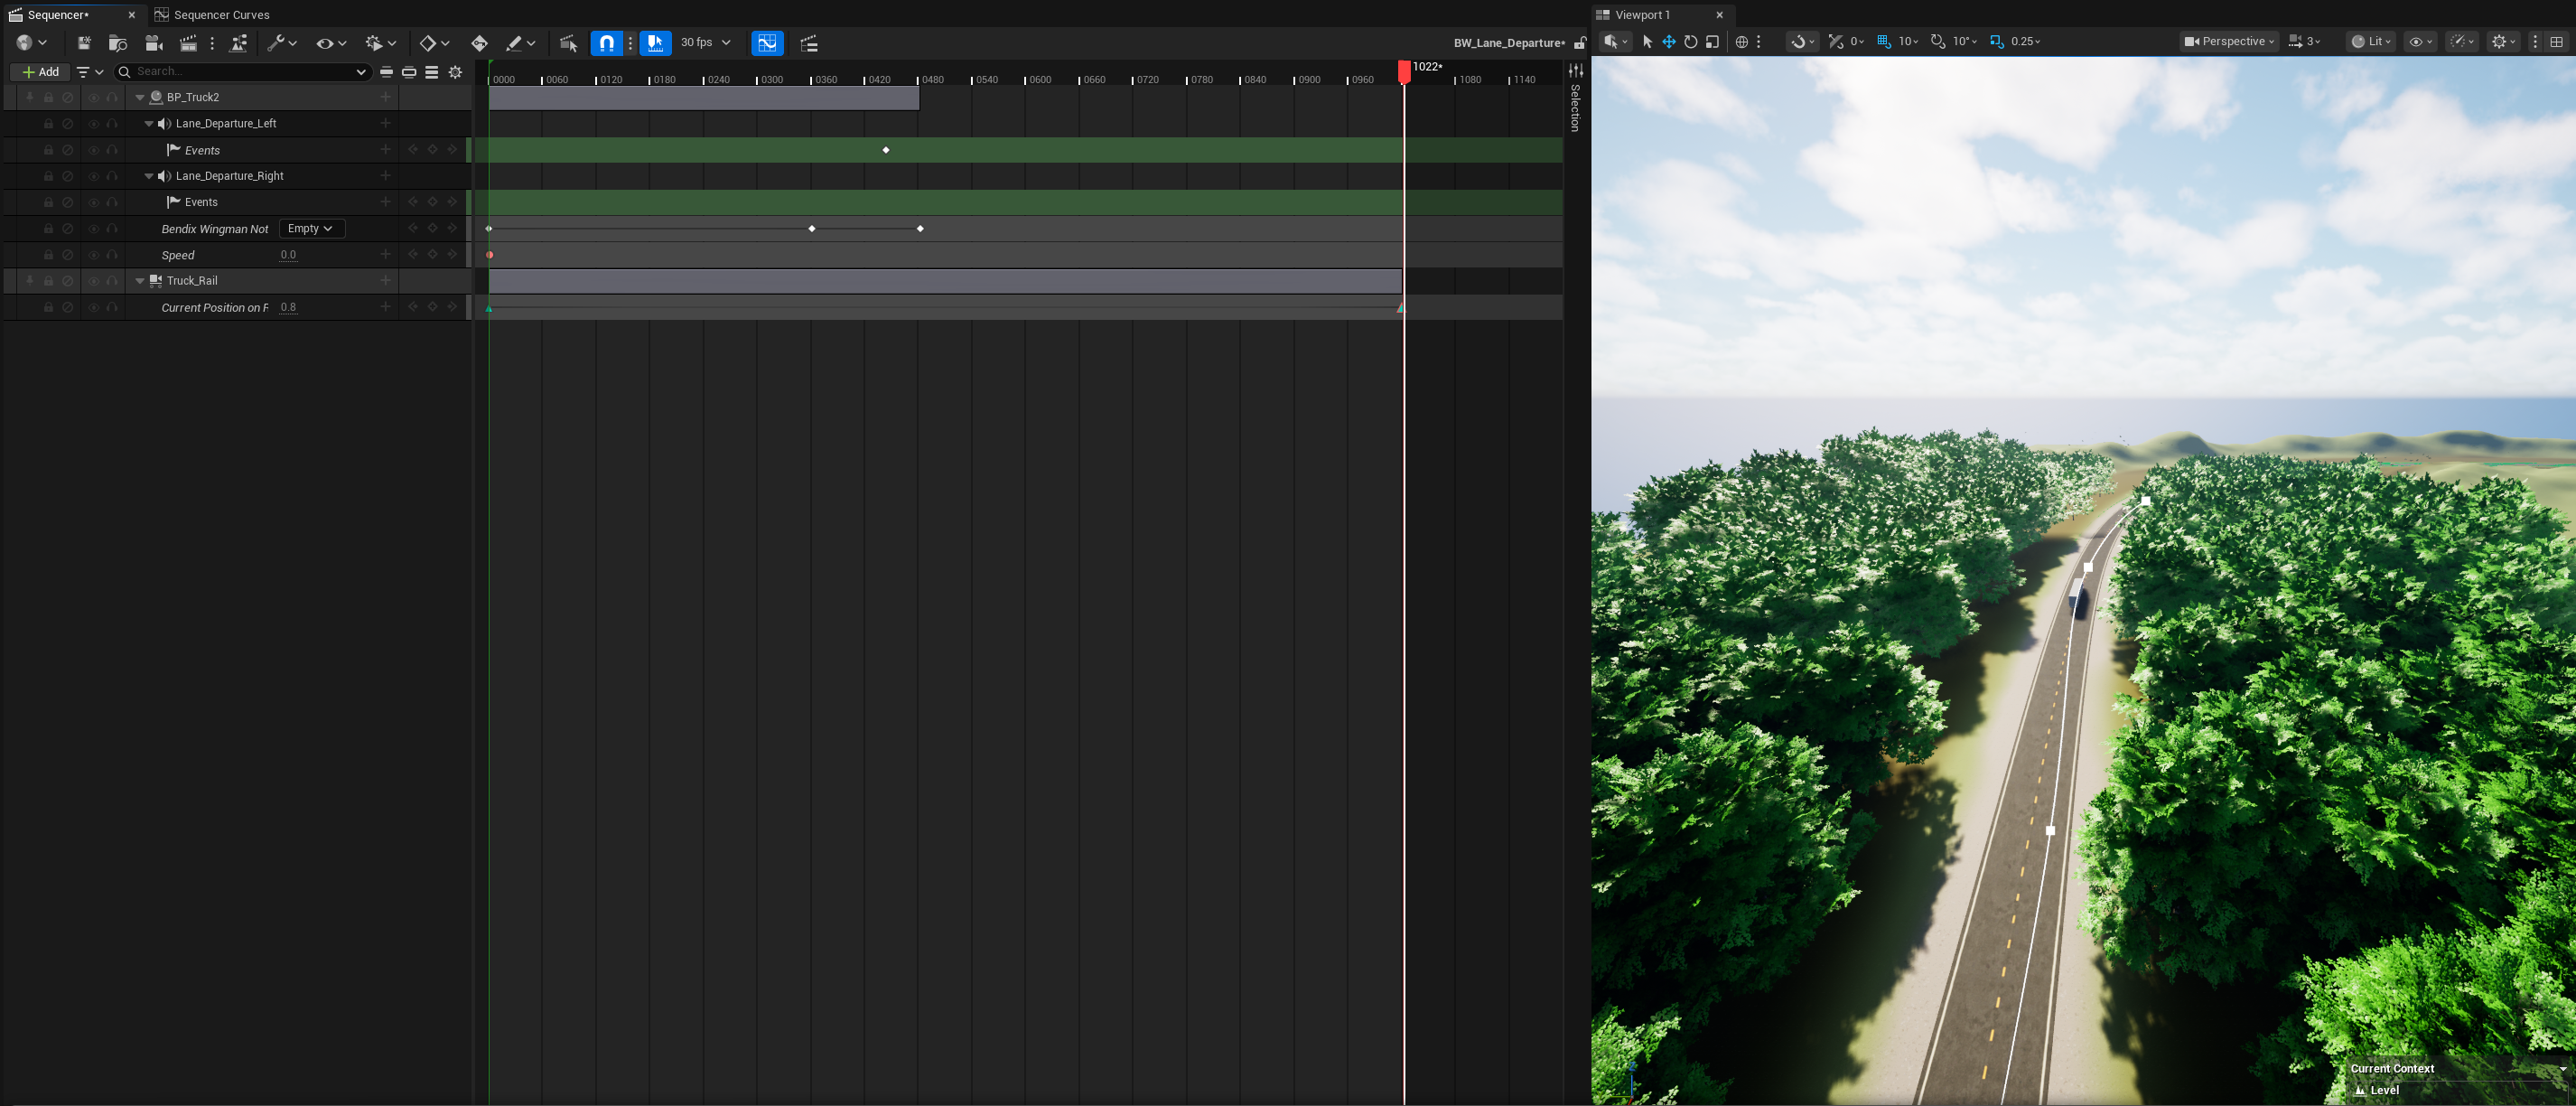 Sequencer*
Sequencer Curves
Viewport 1
30 fps
BW_Lane_Departure*
0
10
10°
0.25
Perspective
3
Lit
Add
Search...
0000 0060 0120 0180 0240 0300 0360 0420 0480 0540 0600 0660 0720 0780 0840 0900 0960 1022* 1080 1140
Selection
BP_Truck2
Lane_Departure_Left
Events
Lane_Departure_Right
Events
Bendix Wingman Not Empty
Speed 0.0
Truck_Rail
Current Position on F 0.8
Current Context
Level